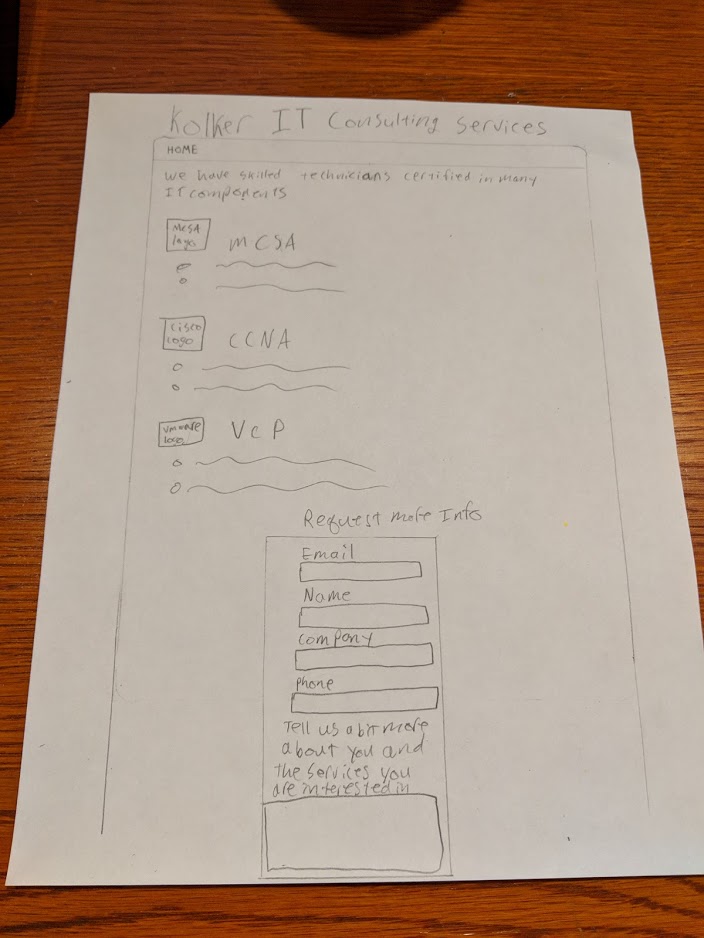 Kolker IT Consulting Services
HOME
We have skilled technicians certified in many
IT components
MCSA
logo
MCSA
cisco
logo
CCNA
vmware
logo
VCP
Request more Info
Email
Name
Company
Phone
Tell us a bit more
about you and
the services you
are interested in